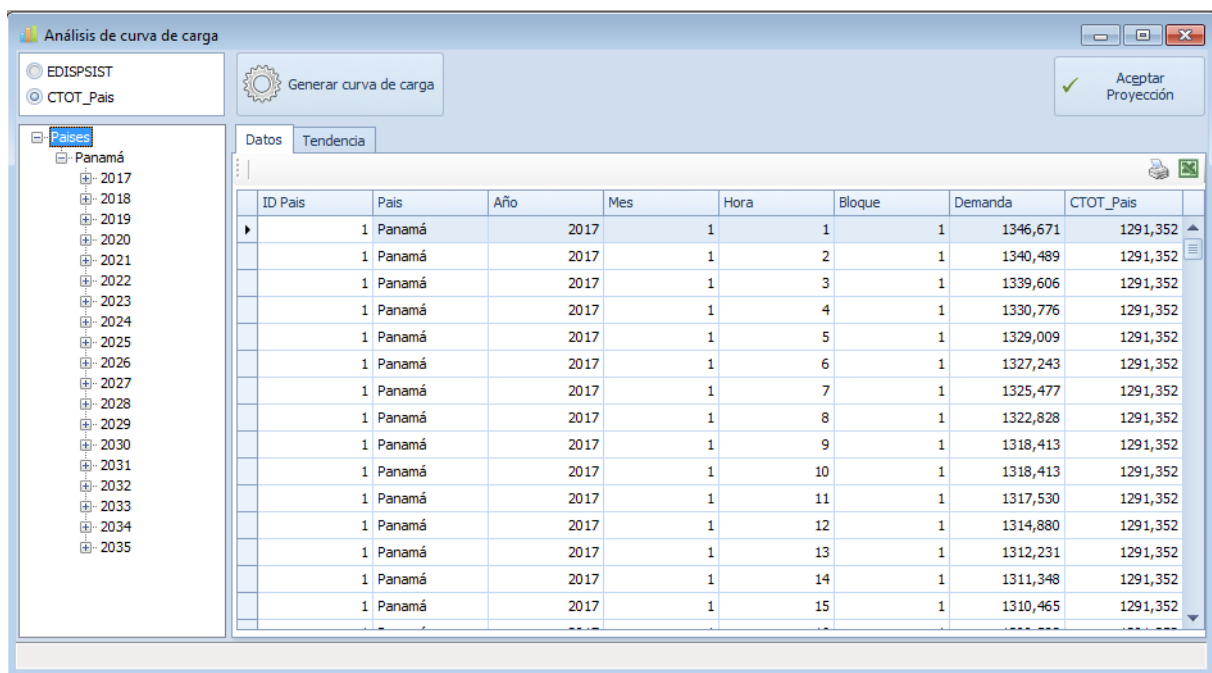 Análisis de curva de carga
EDISPSIST
CTOT_Pais
Generar curva de carga
Aceptar
Proyección
Paises
Panamá
2017
2018
2019
2020
2021
2022
2023
2024
2025
2026
2027
2028
2029
2030
2031
2032
2033
2034
2035
Datos Tendencia
ID Pais Pais Año Mes Hora Bloque Demanda CTOT_Pais
1 Panamá 2017 1 1 1 1346,671 1291,352
1 Panamá 2017 1 2 1 1340,489 1291,352
1 Panamá 2017 1 3 1 1339,606 1291,352
1 Panamá 2017 1 4 1 1330,776 1291,352
1 Panamá 2017 1 5 1 1329,009 1291,352
1 Panamá 2017 1 6 1 1327,243 1291,352
1 Panamá 2017 1 7 1 1325,477 1291,352
1 Panamá 2017 1 8 1 1322,828 1291,352
1 Panamá 2017 1 9 1 1318,413 1291,352
1 Panamá 2017 1 10 1 1318,413 1291,352
1 Panamá 2017 1 11 1 1317,530 1291,352
1 Panamá 2017 1 12 1 1314,880 1291,352
1 Panamá 2017 1 13 1 1312,231 1291,352
1 Panamá 2017 1 14 1 1311,348 1291,352
1 Panamá 2017 1 15 1 1310,465 1291,352